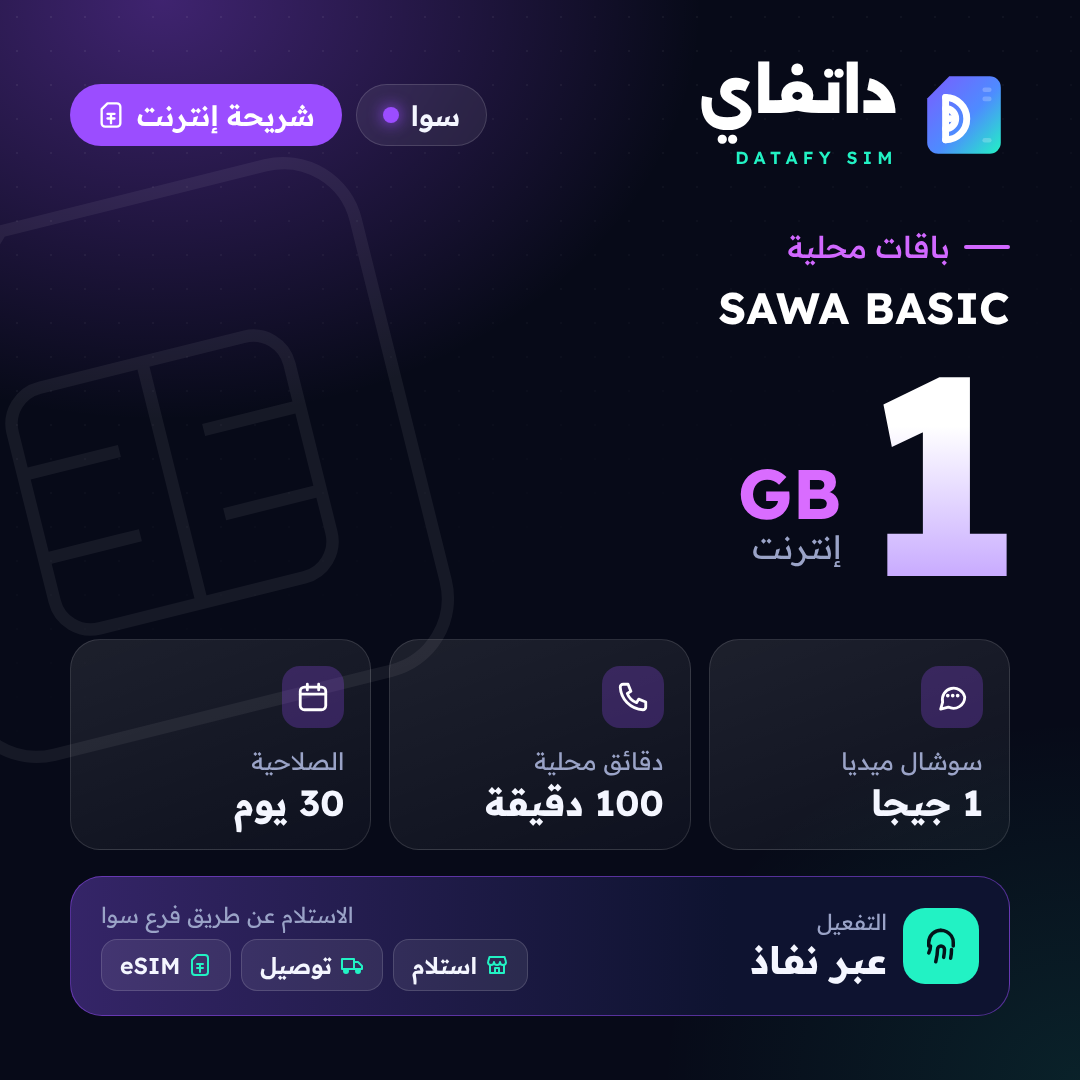 داتفاي
DATAFY SIM
سوا
شريحة إنترنت
باقات محلية
SAWA BASIC
1
GB
إنترنت
سوشال ميديا
1 جيجا
دقائق محلية
100 دقيقة
الصلاحية
30 يوم
التفعيل
عبر نفاذ
الاستلام عن طريق فرع سوا
استلام
توصيل
eSIM